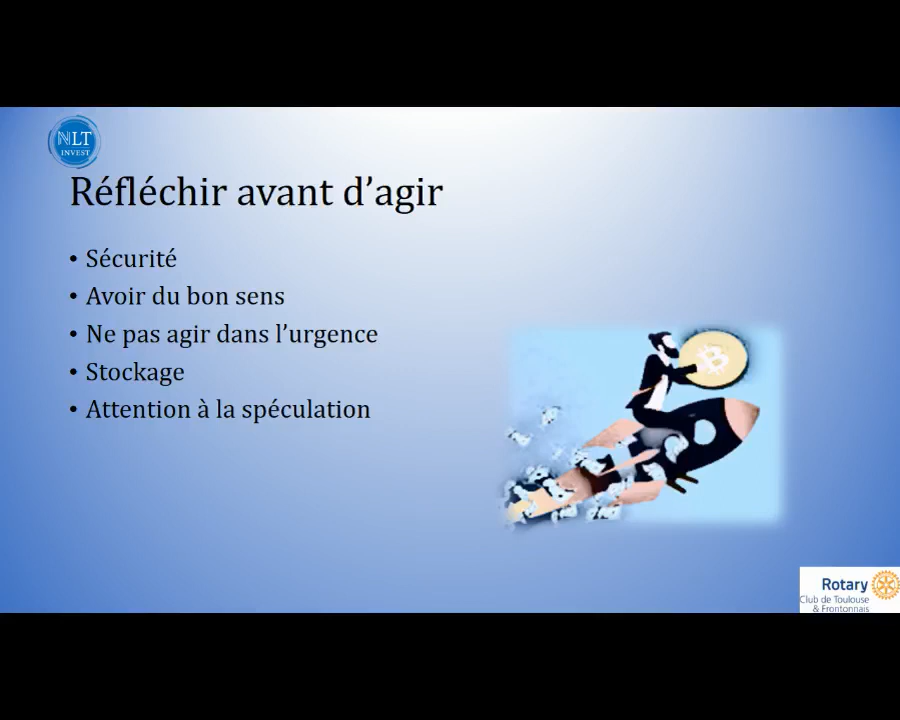 NLT
INVEST
Réfléchir avant d’agir
• Sécurité
• Avoir du bon sens
• Ne pas agir dans l’urgence
• Stockage
• Attention à la spéculation
Rotary
Club de Toulouse
& Frontonnais